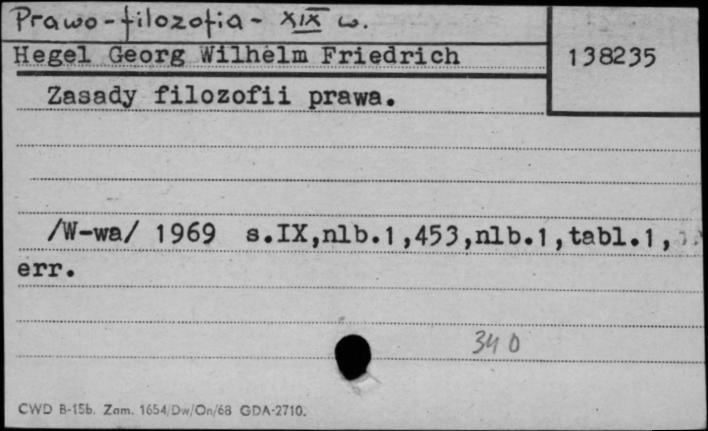 Prawo - filozofia - XIX w.
Hegel Georg Wilhelm Friedrich
138235
Zasady filozofii prawa.
/W-wa/ 1969 s.IX,nlb.1,453,nlb.1,tabl.1,
err.
340
CWD B-15b. Zam. 1654/Dw/On/68 GDA-2710.